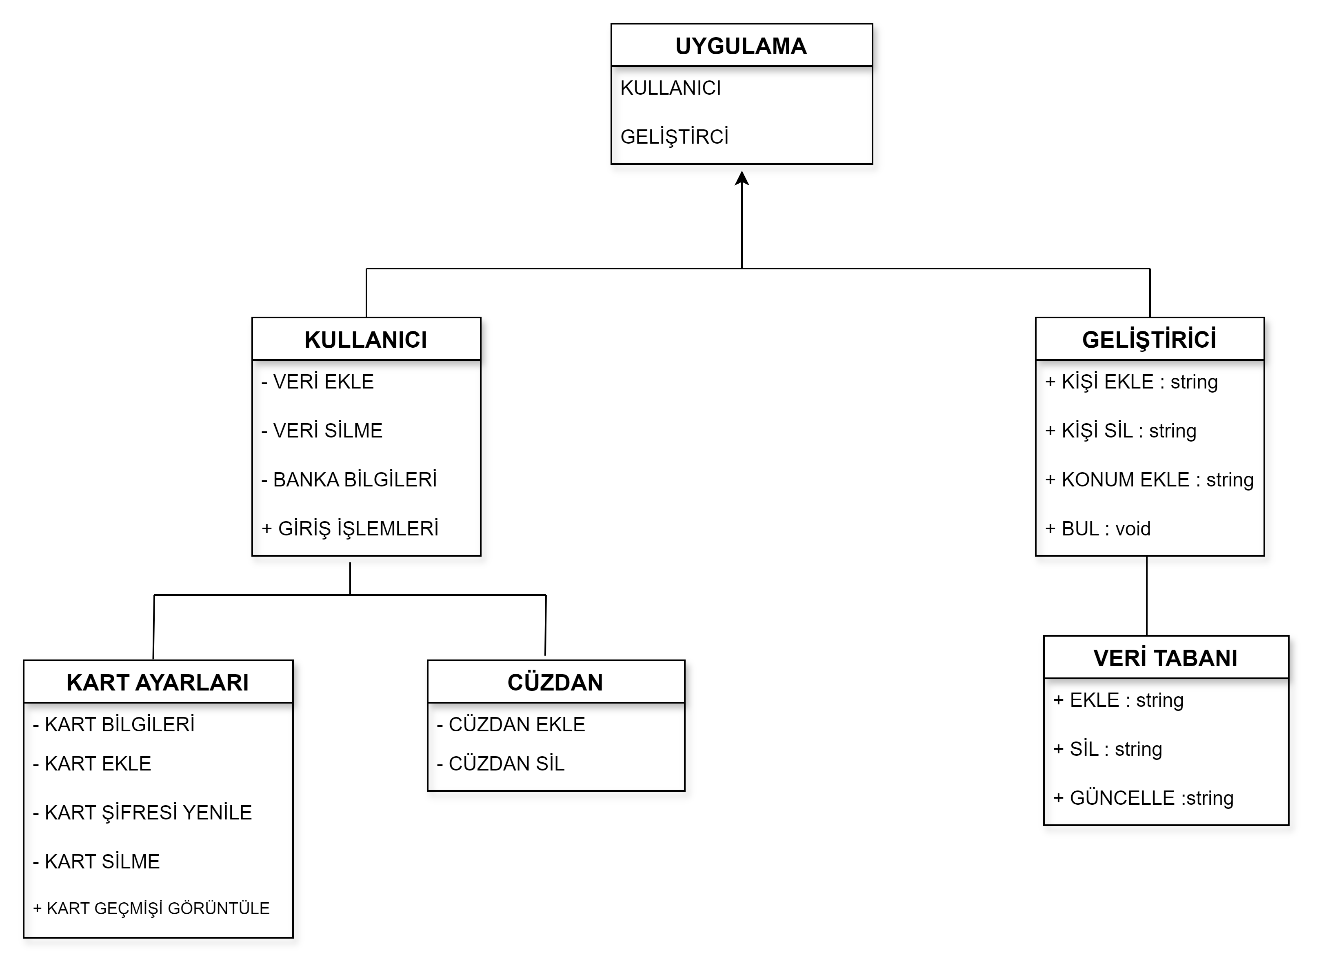 UYGULAMA
KULLANICI
GELİŞTİRCİ
KULLANICI
- VERİ EKLE
- VERİ SİLME
- BANKA BİLGİLERİ
+ GİRİŞ İŞLEMLERİ
GELİŞTİRİCİ
+ KİŞİ EKLE : string
+ KİŞİ SİL : string
+ KONUM EKLE : string
+ BUL : void
KART AYARLARI
- KART BİLGİLERİ
- KART EKLE
- KART ŞİFRESİ YENİLE
- KART SİLME
+ KART GEÇMİŞİ GÖRÜNTÜLE
CÜZDAN
- CÜZDAN EKLE
- CÜZDAN SİL
VERİ TABANI
+ EKLE : string
+ SİL : string
+ GÜNCELLE :string